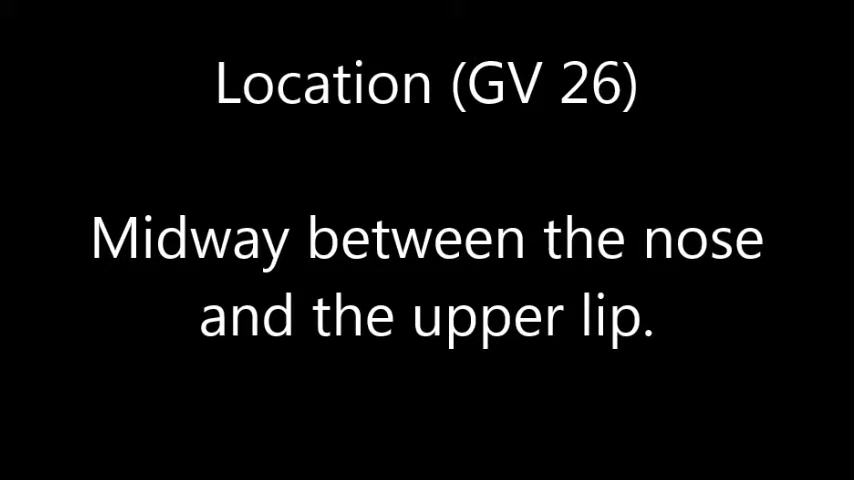 Location (GV 26)
Midway between the nose
and the upper lip.